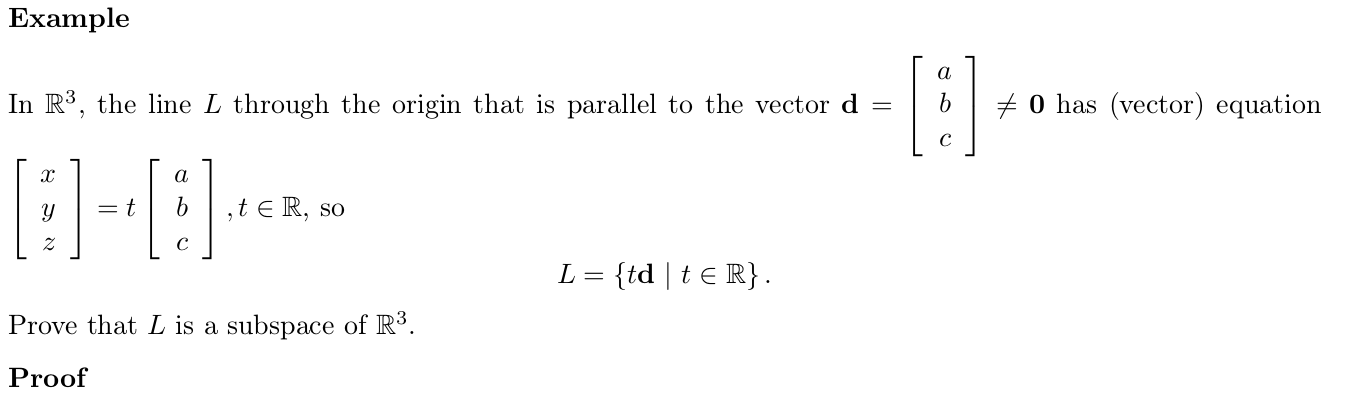 Example
In ℝ³, the line L through the origin that is parallel to the vector **d** = [ a b c ]ᵀ ≠ **0** has (vector) equation
[ x y z ]ᵀ = t [ a b c ]ᵀ , t ∈ ℝ, so
L = {t**d** | t ∈ ℝ} .
Prove that L is a subspace of ℝ³.
Proof